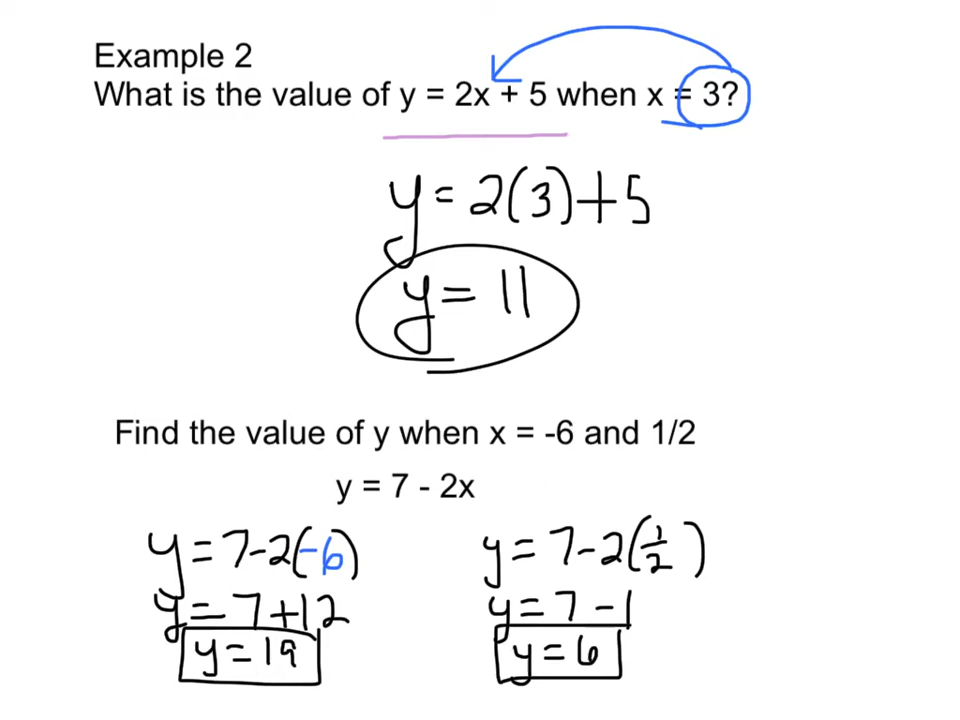 Example 2
What is the value of y = 2x + 5 when x = 3?
y = 2(3) + 5
y = 11
Find the value of y when x = -6 and 1/2
y = 7 - 2x
y = 7 - 2(-6)
y = 7 + 12
y = 19
y = 7 - 2(1/2)
y = 7 - 1
y = 6